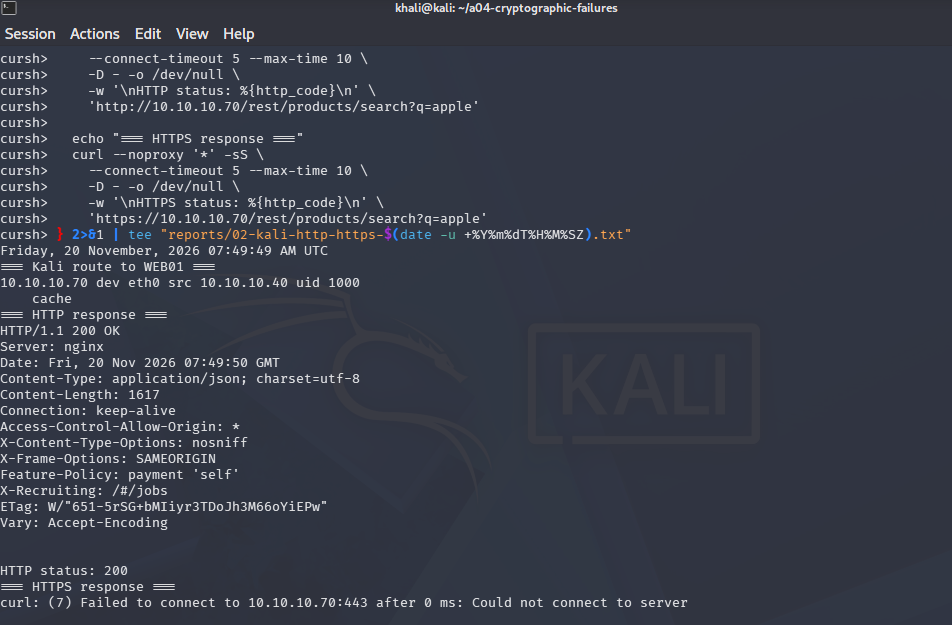 khali@kali: ~/a04-cryptographic-failures
Session Actions Edit View Help
cursh>     --connect-timeout 5 --max-time 10 \
cursh>     -D - -o /dev/null \
cursh>     -w '\nHTTP status: %{http_code}\n' \
cursh>     'http://10.10.10.70/rest/products/search?q=apple'
cursh>
cursh>   echo "=== HTTPS response ==="
cursh>   curl --noproxy '*' -sS \
cursh>     --connect-timeout 5 --max-time 10 \
cursh>     -D - -o /dev/null \
cursh>     -w '\nHTTPS status: %{http_code}\n' \
cursh>     'https://10.10.10.70/rest/products/search?q=apple'
cursh> } 2>&1 | tee "reports/02-kali-http-https-$(date -u +%Y%m%dT%H%M%SZ).txt"
Friday, 20 November, 2026 07:49:49 AM UTC
=== Kali route to WEB01 ===
10.10.10.70 dev eth0 src 10.10.10.40 uid 1000
    cache
=== HTTP response ===
HTTP/1.1 200 OK
Server: nginx
Date: Fri, 20 Nov 2026 07:49:50 GMT
Content-Type: application/json; charset=utf-8
Content-Length: 1617
Connection: keep-alive
Access-Control-Allow-Origin: *
X-Content-Type-Options: nosniff
X-Frame-Options: SAMEORIGIN
Feature-Policy: payment 'self'
X-Recruiting: /#/jobs
ETag: W/"651-5rSG+bMIiyr3TDoJh3M66oYiEPw"
Vary: Accept-Encoding
KALI
HTTP status: 200
=== HTTPS response ===
curl: (7) Failed to connect to 10.10.10.70:443 after 0 ms: Could not connect to server